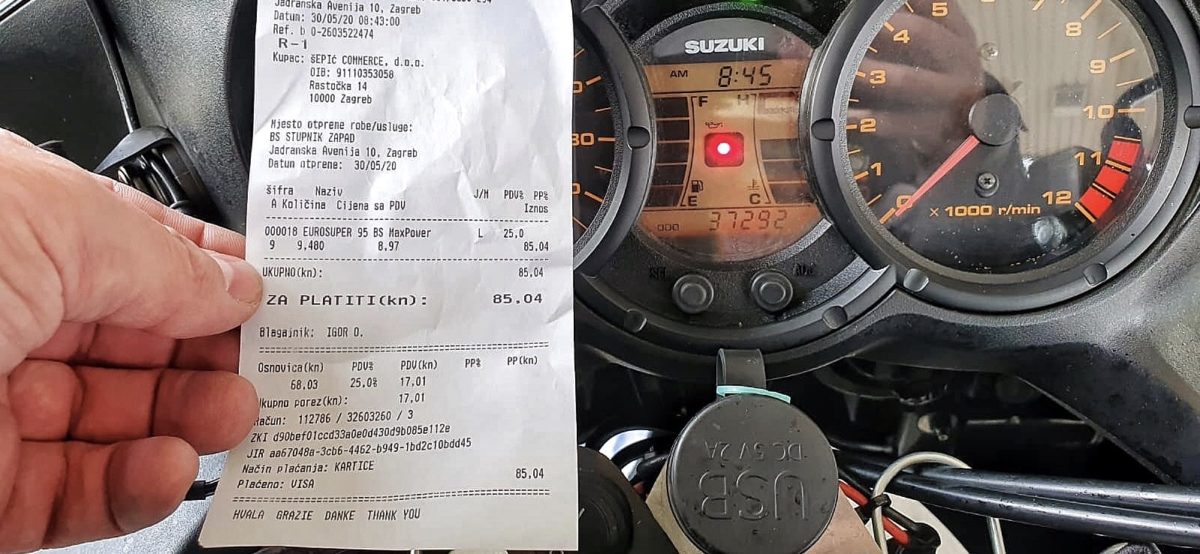 Jadranska Avenija 10, Zagreb
Datum: 30/05/20 08:43:00
Ref. b 0-2603522474
R-1
Kupac: ŠEPIĆ COMMERCE, d.o.o.
OIB: 91110353058
Rastočka 14
10000 Zagreb
Mjesto otpreme robe/usluge:
BS STUPNIK ZAPAD
Jadranska Avenija 10, Zagreb
Datum otpreme: 30/05/20
šifra Naziv J/M PDV% PP%
A Količina Cijena sa PDV Iznos
000018 EUROSUPER 95 BS MaxPower L 25,0
9 9.480 8.97 85.04
UKUPNO(kn): 85.04
ZA PLATITI(kn): 85.04
Blagajnik: IGOR O.
Osnovica(kn) PDV% PDV(kn) PP% PP(kn)
68.03 25,0% 17.01
kupno porez(kn): 17.01
ačun: 112786 / 32603260 / 3
ZKI d90bef01ccd33a0e0d430d9b085e112e
JIR aa67048a-3cb6-4462-b949-1bd2c10bdd45
Način plaćanja: KARTICE 85.04
Plaćeno: VISA
HVALA GRAZIE DANKE THANK YOU
SUZUKI
AM 8:45
F H
E C
37292
0 1 2 3 4 5 6 7 8 9 10 11 12
x 1000 r/min
USB
DC 5V 2A